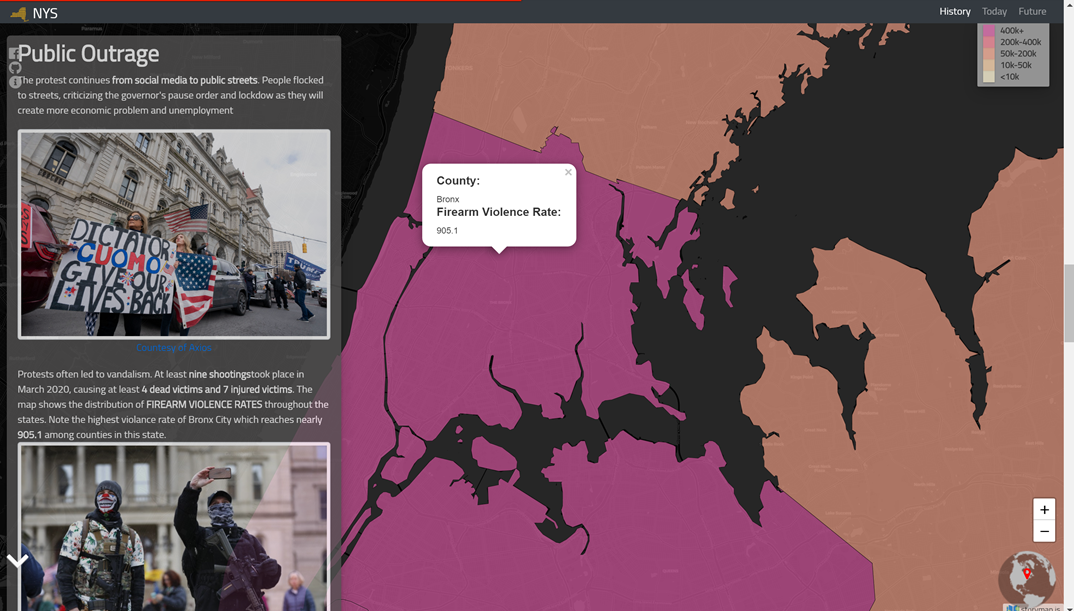 NYS
History Today Future
Public Outrage
The protest continues from social media to public streets. People flocked
to streets, criticizing the governor's pause order and lockdow as they will
create more economic problem and unemployment
DICTATOR
CUOMO
GIVE OUR
LIVES BACK
TRUMP
Courtesy of Axios
Protests often led to vandalism. At least nine shootingstook place in
March 2020, causing at least 4 dead victims and 7 injured victims. The
map shows the distribution of FIREARM VIOLENCE RATES throughout the
states. Note the highest violance rate of Bronx City which reaches nearly
905.1 among counties in this state.
County:
×
Bronx
Firearm Violence Rate:
905.1
400k+
200k-400k
50k-200k
10k-50k
<10k
+
−
storymap.js